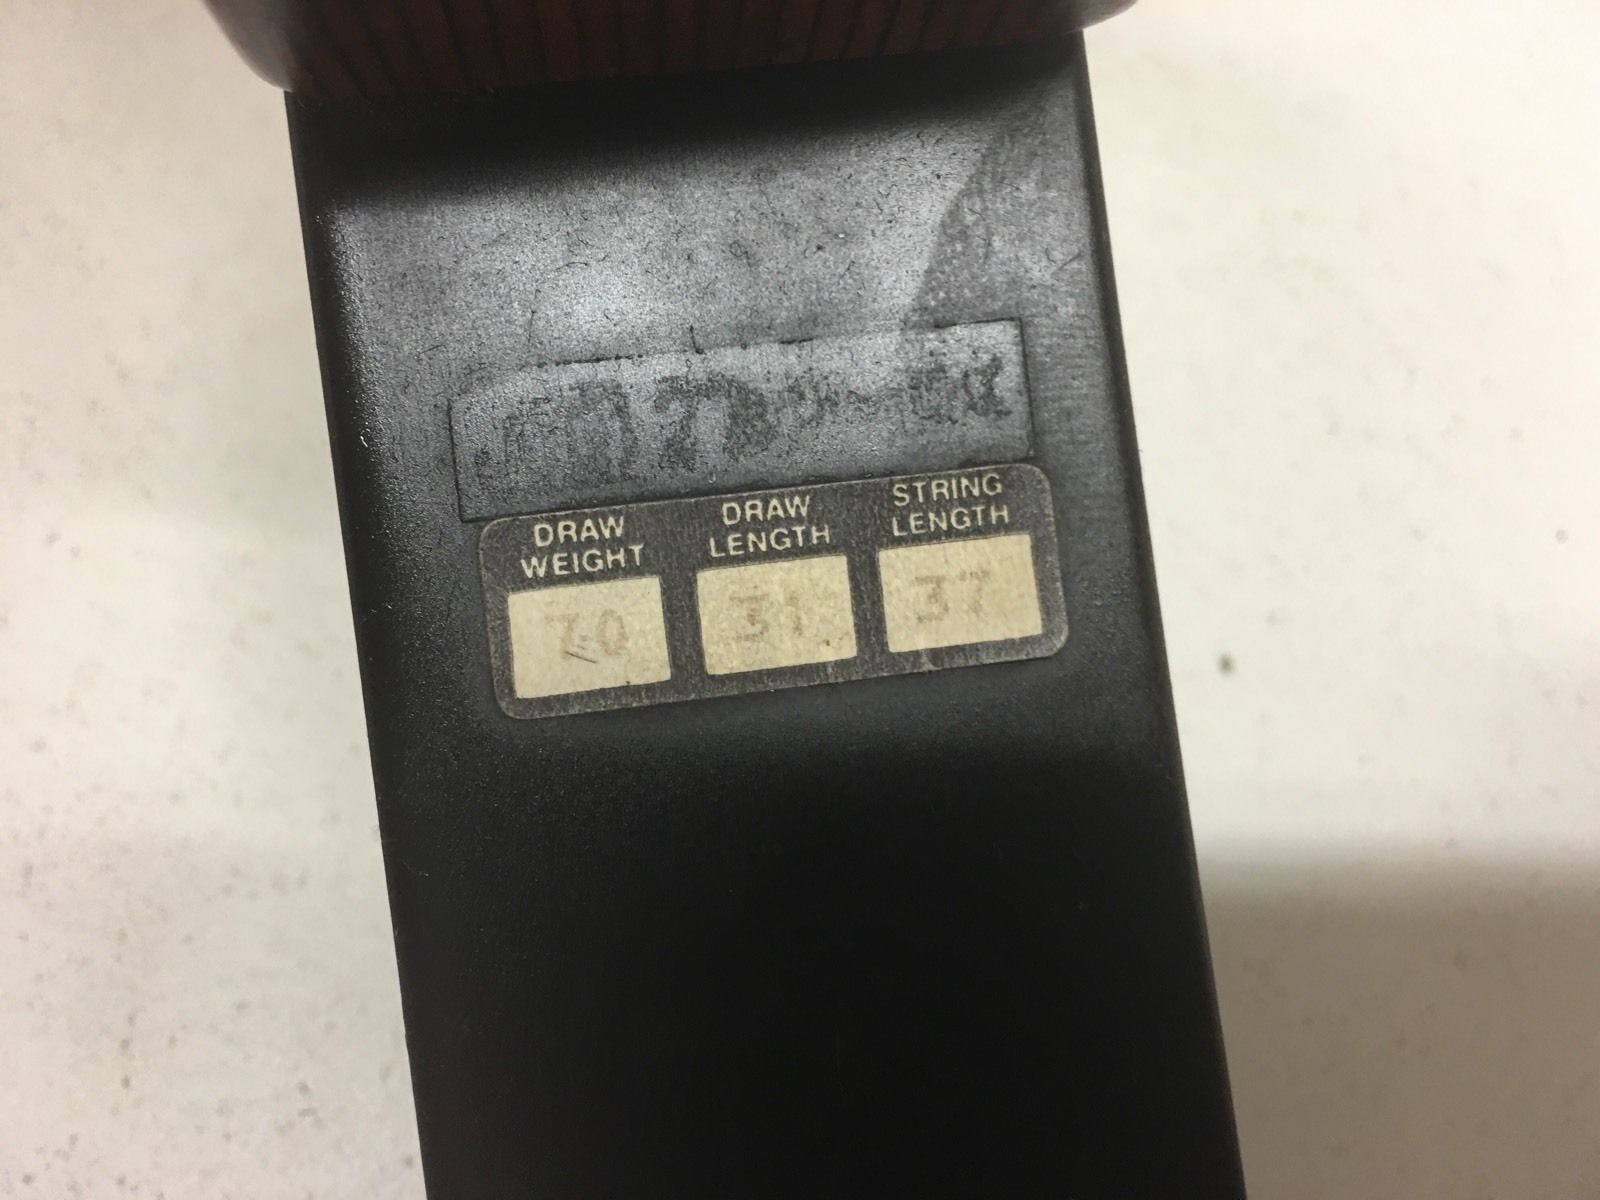 DRAW WEIGHT
DRAW LENGTH
STRING LENGTH
70
31
37